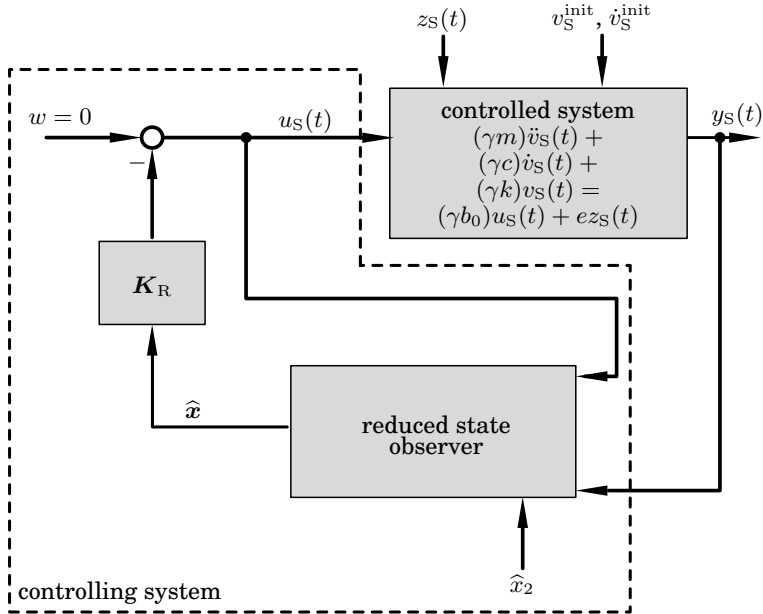 z_S(t)
v_S^init, v̇_S^init
w = 0
−
u_S(t)
controlled system
(γm)v̈_S(t) +
(γc)v̇_S(t) +
(γk)v_S(t) =
(γb_0)u_S(t) + ez_S(t)
y_S(t)
K_R
x̂
reduced state
observer
x̂_2
controlling system